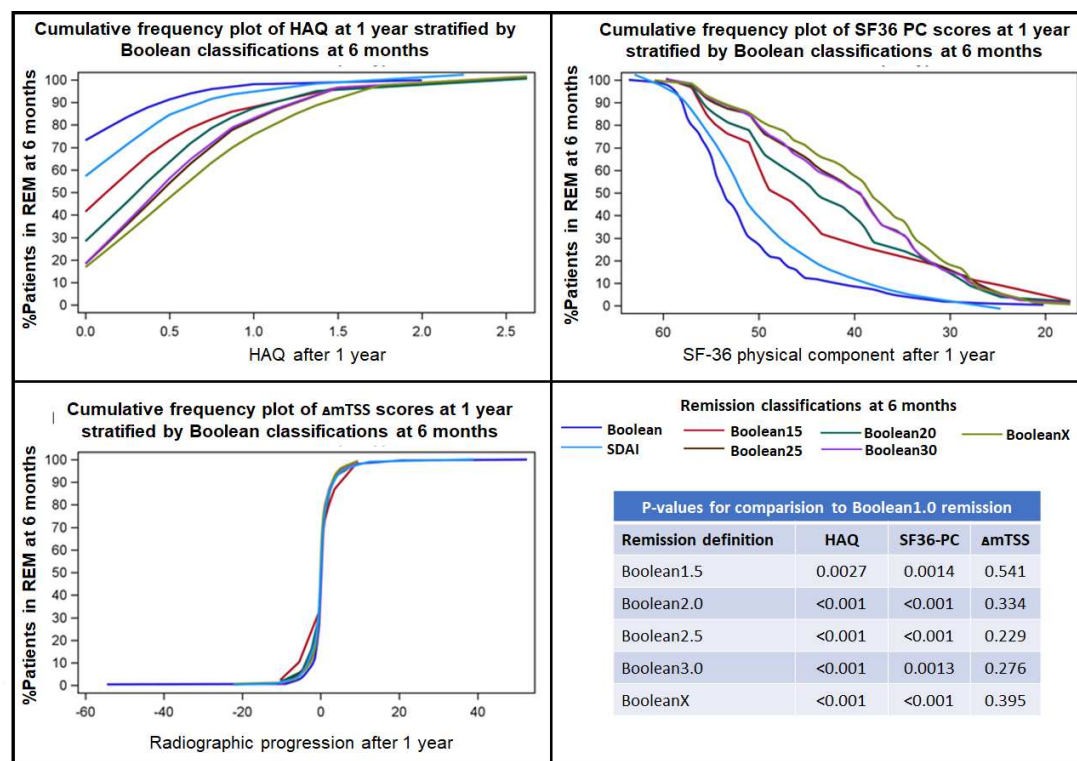 Cumulative frequency plot of HAQ at 1 year stratified by
Boolean classifications at 6 months
%Patients in REM at 6 months
100
90
80
70
60
50
40
30
20
10
0
0.0 0.5 1.0 1.5 2.0 2.5
HAQ after 1 year
Cumulative frequency plot of SF36 PC scores at 1 year
stratified by Boolean classifications at 6 months
%Patients in REM at 6 months
100
90
80
70
60
50
40
30
20
10
0
60 50 40 30 20
SF-36 physical component after 1 year
Cumulative frequency plot of ΔmTSS scores at 1 year
stratified by Boolean classifications at 6 months
%Patients in REM at 6 months
100
90
80
70
60
50
40
30
20
10
0
-60 -40 -20 0 20 40
Radiographic progression after 1 year
Remission classifications at 6 months
Boolean Boolean15 Boolean20 BooleanX
SDAI Boolean25 Boolean30
P-values for comparision to Boolean1.0 remission
Remission definition HAQ SF36-PC ΔmTSS
Boolean1.5 0.0027 0.0014 0.541
Boolean2.0 <0.001 <0.001 0.334
Boolean2.5 <0.001 <0.001 0.229
Boolean3.0 <0.001 0.0013 0.276
BooleanX <0.001 <0.001 0.395